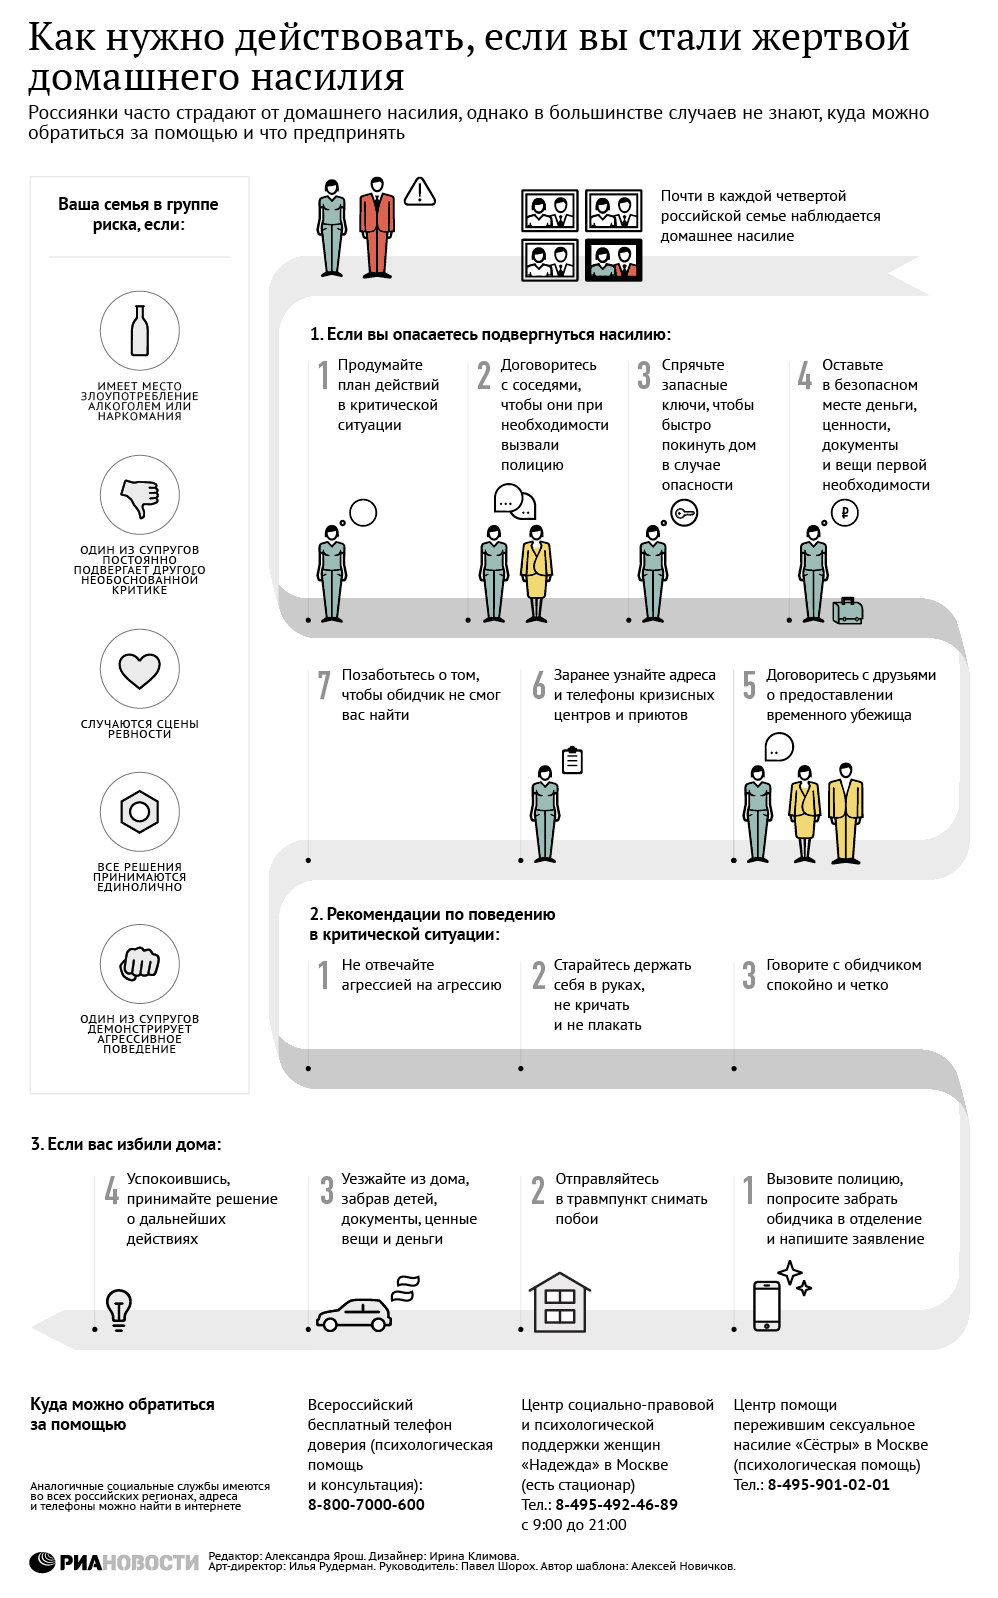 Как нужно действовать, если вы стали жертвой
домашнего насилия
Россиянки часто страдают от домашнего насилия, однако в большинстве случаев не знают, куда можно
обратиться за помощью и что предпринять
Ваша семья в группе
риска, если:
ИМЕЕТ МЕСТО
ЗЛОУПОТРЕБЛЕНИЕ
АЛКОГОЛЕМ ИЛИ
НАРКОМАНИЯ
ОДИН ИЗ СУПРУГОВ
ПОСТОЯННО
ПОДВЕРГАЕТ ДРУГОГО
НЕОБОСНОВАННОЙ
КРИТИКЕ
СЛУЧАЮТСЯ СЦЕНЫ
РЕВНОСТИ
ВСЕ РЕШЕНИЯ
ПРИНИМАЮТСЯ
ЕДИНОЛИЧНО
ОДИН ИЗ СУПРУГОВ
ДЕМОНСТРИРУЕТ
АГРЕССИВНОЕ
ПОВЕДЕНИЕ
Почти в каждой четвертой
российской семье наблюдается
домашнее насилие
1. Если вы опасаетесь подвергнуться насилию:
1 Продумайте
план действий
в критической
ситуации
2 Договоритесь
с соседями,
чтобы они при
необходимости
вызвали
полицию
3 Спрячьте
запасные
ключи, чтобы
быстро
покинуть дом
в случае
опасности
4 Оставьте
в безопасном
месте деньги,
ценности,
документы
и вещи первой
необходимости
₽
5 Договоритесь с друзьями
о предоставлении
временного убежища
6 Заранее узнайте адреса
и телефоны кризисных
центров и приютов
7 Позаботьтесь о том,
чтобы обидчик не смог
вас найти
2. Рекомендации по поведению
в критической ситуации:
1 Не отвечайте
агрессией на агрессию
2 Старайтесь держать
себя в руках,
не кричать
и не плакать
3 Говорите с обидчиком
спокойно и четко
3. Если вас избили дома:
1 Вызовите полицию,
попросите забрать
обидчика в отделение
и напишите заявление
2 Отправляйтесь
в травмпункт снимать
побои
3 Уезжайте из дома,
забрав детей,
документы, ценные
вещи и деньги
4 Успокоившись,
принимайте решение
о дальнейших
действиях
Куда можно обратиться
за помощью
Аналогичные социальные службы имеются
во всех российских регионах, адреса
и телефоны можно найти в интернете
Всероссийский
бесплатный телефон
доверия (психологическая
помощь
и консультация):
8-800-7000-600
Центр социально-правовой
и психологической
поддержки женщин
«Надежда» в Москве
(есть стационар)
Тел.: 8-495-492-46-89
с 9:00 до 21:00
Центр помощи
пережившим сексуальное
насилие «Сёстры» в Москве
(психологическая помощь)
Тел.: 8-495-901-02-01
РИАНОВОСТИ
Редактор: Александра Ярош. Дизайнер: Ирина Климова.
Арт-директор: Илья Рудерман. Руководитель: Павел Шорох. Автор шаблона: Алексей Новичков.